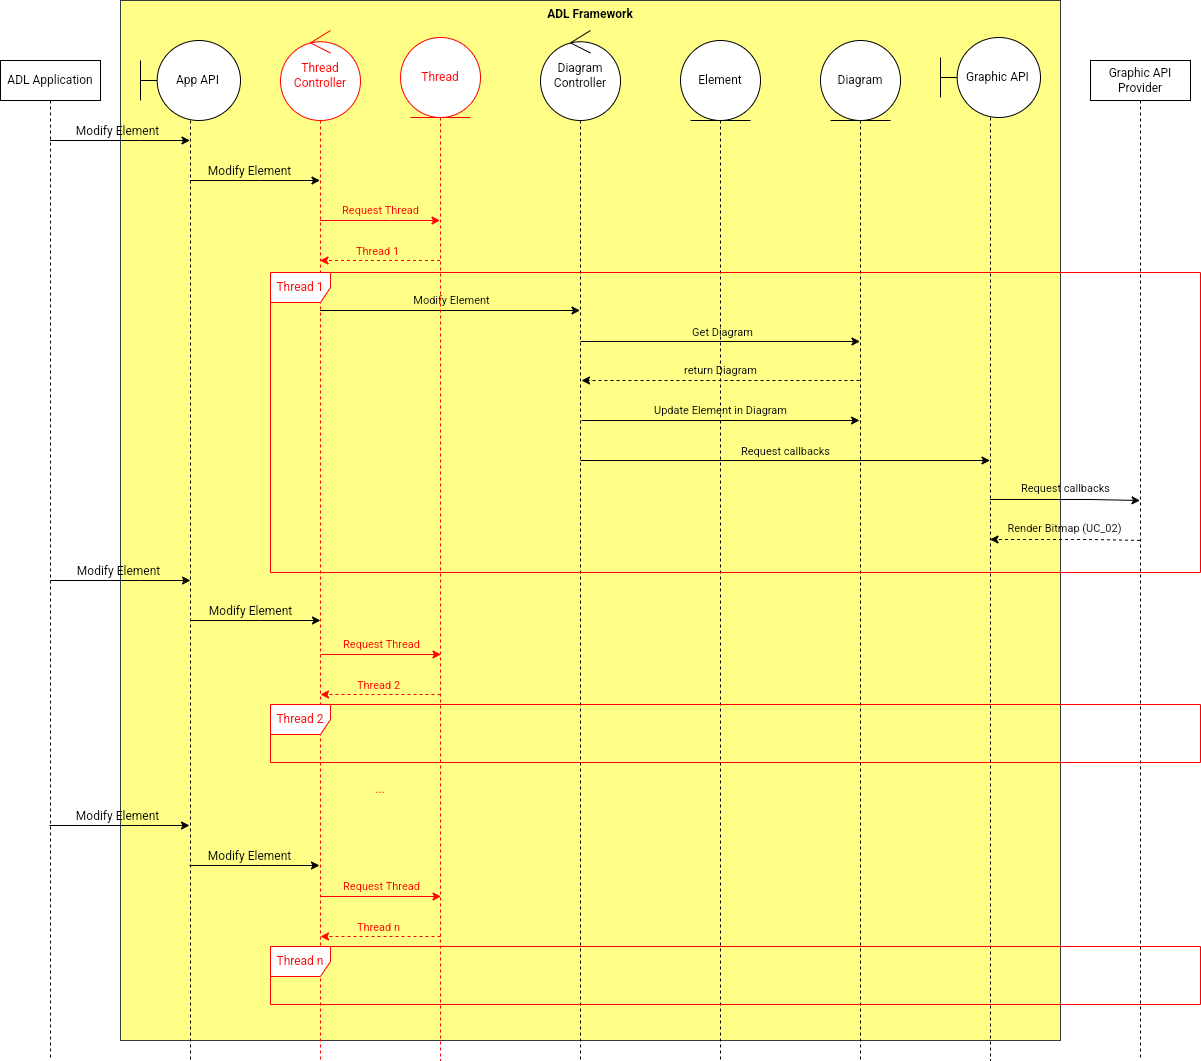 ADL Framework
ADL Application
App API
Thread
Controller
Thread
Diagram
Controller
Element
Diagram
Graphic API
Graphic API
Provider
Modify Element
Modify Element
Request Thread
Thread 1
Thread 1
Modify Element
Get Diagram
return Diagram
Update Element in Diagram
Request callbacks
Request callbacks
Render Bitmap (UC_02)
Modify Element
Modify Element
Request Thread
Thread 2
Thread 2
...
Modify Element
Modify Element
Request Thread
Thread n
Thread n